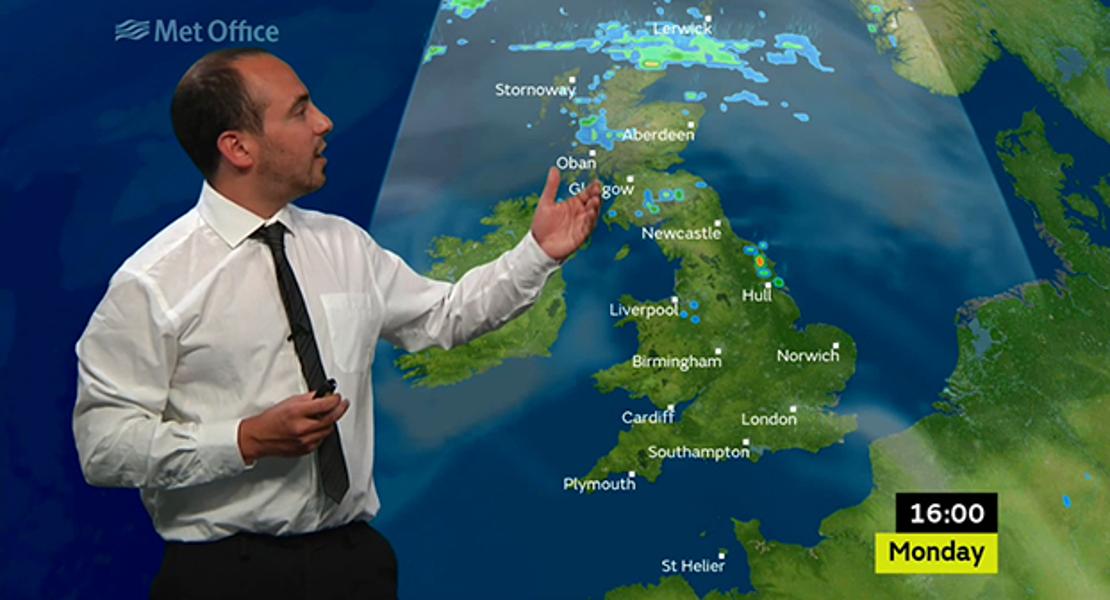 Met Office
Lerwick
Stornoway
Aberdeen
Oban
Glasgow
Newcastle
Hull
Liverpool
Birmingham
Norwich
Cardiff
London
Southampton
Plymouth
16:00
Monday
St Helier